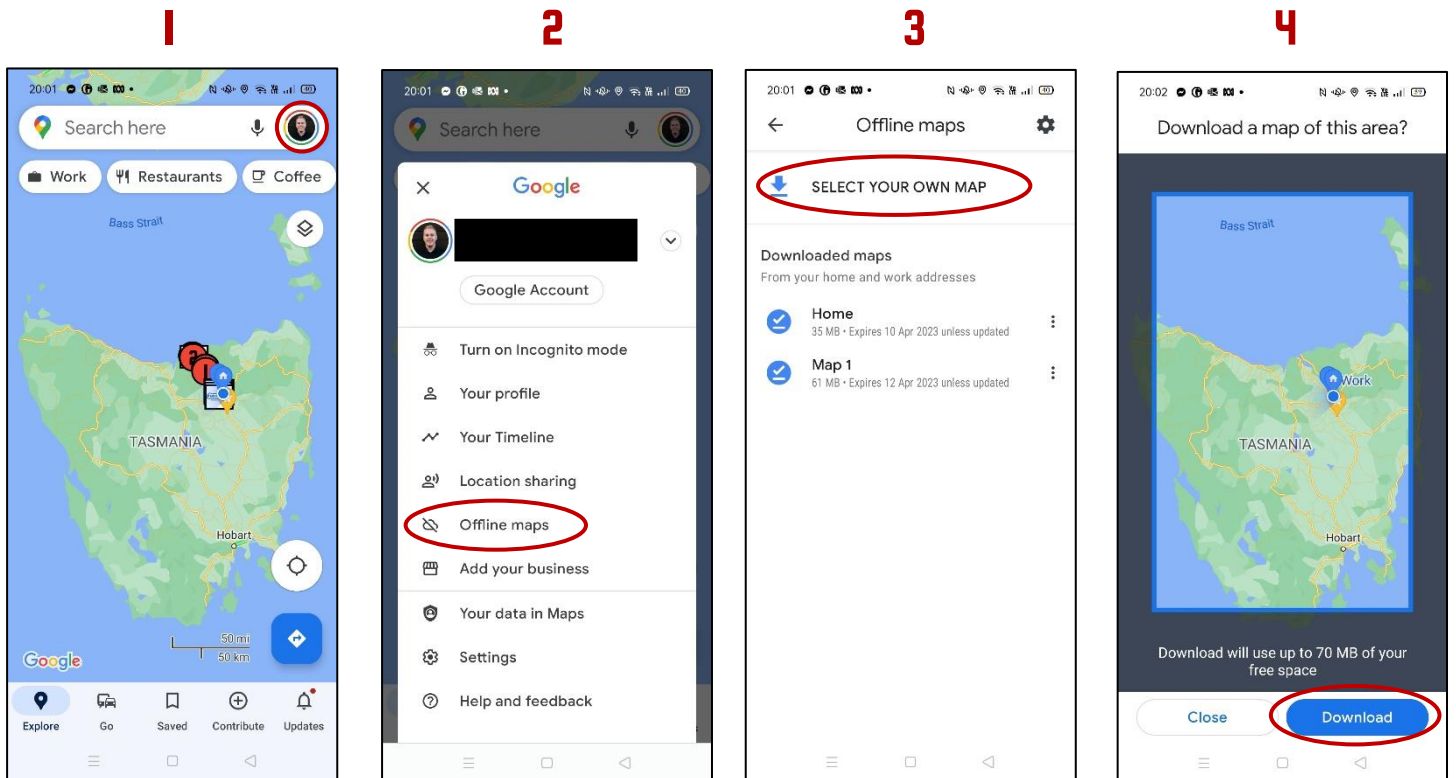 1
2
3
4
20:01
Search here
Work
Restaurants
Coffee
Bass Strait
TASMANIA
Hobart
50 mi
50 km
Google
Explore
Go
Saved
Contribute
Updates
20:01
Search here
Google
Google Account
Turn on Incognito mode
Your profile
Your Timeline
Location sharing
Offline maps
Add your business
Your data in Maps
Settings
Help and feedback
20:01
Offline maps
SELECT YOUR OWN MAP
Downloaded maps
From your home and work addresses
Home
35 MB • Expires 10 Apr 2023 unless updated
Map 1
61 MB • Expires 12 Apr 2023 unless updated
20:02
Download a map of this area?
Bass Strait
Work
TASMANIA
Hobart
Download will use up to 70 MB of your
free space
Close
Download